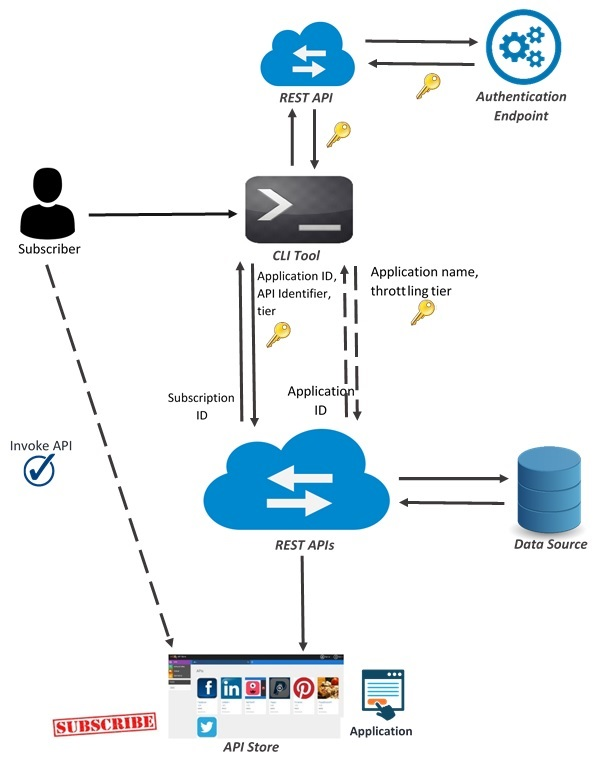 REST API
Authentication
Endpoint
Subscriber
CLI Tool
Application ID,
API Identifier,
tier
Application name,
throttling tier
Subscription
ID
Application
ID
Invoke API
REST APIs
Data Source
SUBSCRIBE
API Store
Application